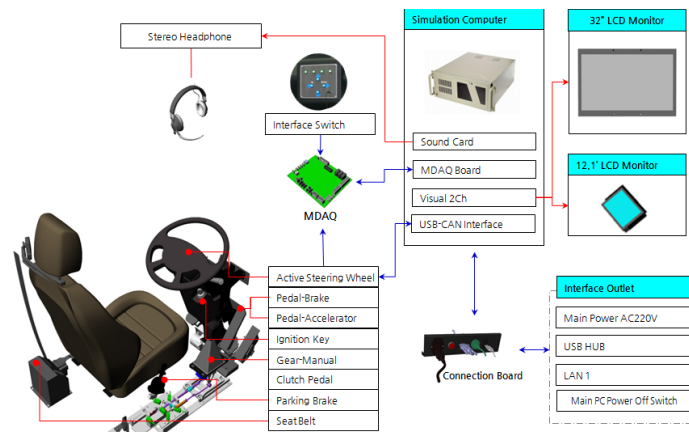 Simulation Computer
32" LCD Monitor
Stereo Headphone
Interface Switch
Sound Card
MDAQ Board
12,1' LCD Monitor
Visual 2Ch
MDAQ
USB-CAN Interface
Active Steering Wheel
Pedal-Brake
Pedal-Accelerator
Ignition Key
Gear-Manual
Clutch Pedal
Parking Brake
Seat Belt
Connection Board
Interface Outlet
Main Power AC220V
USB HUB
LAN 1
Main PC Power Off Switch